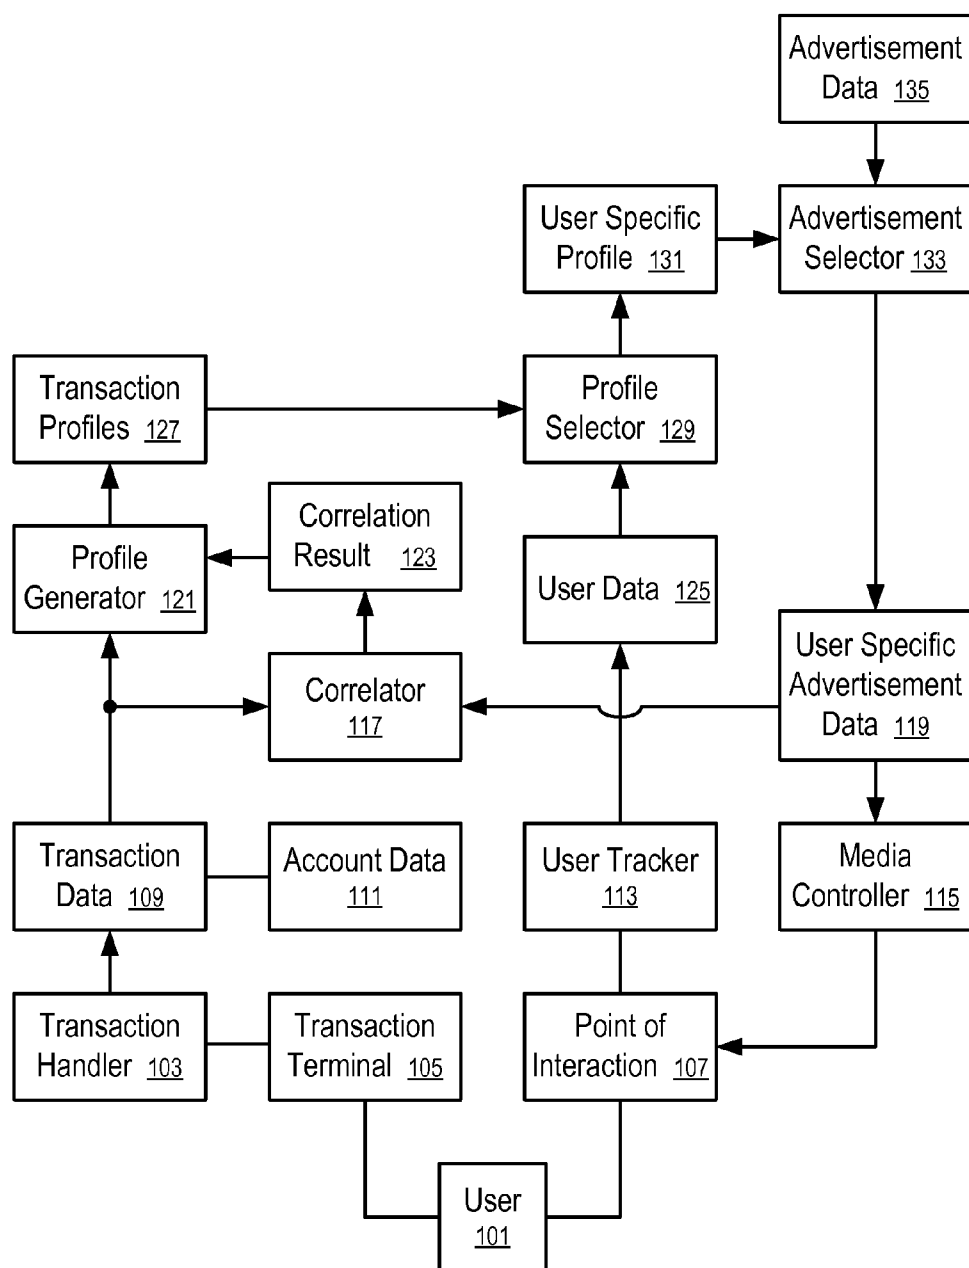 Advertisement
Data 135
User Specific
Profile 131
Advertisement
Selector 133
Transaction
Profiles 127
Profile
Selector 129
Correlation
Result 123
Profile
Generator 121
User Data 125
User Specific
Advertisement
Data 119
Correlator
117
Transaction
Data 109
Account Data
111
User Tracker
113
Media
Controller 115
Transaction
Handler 103
Transaction
Terminal 105
Point of
Interaction 107
User
101